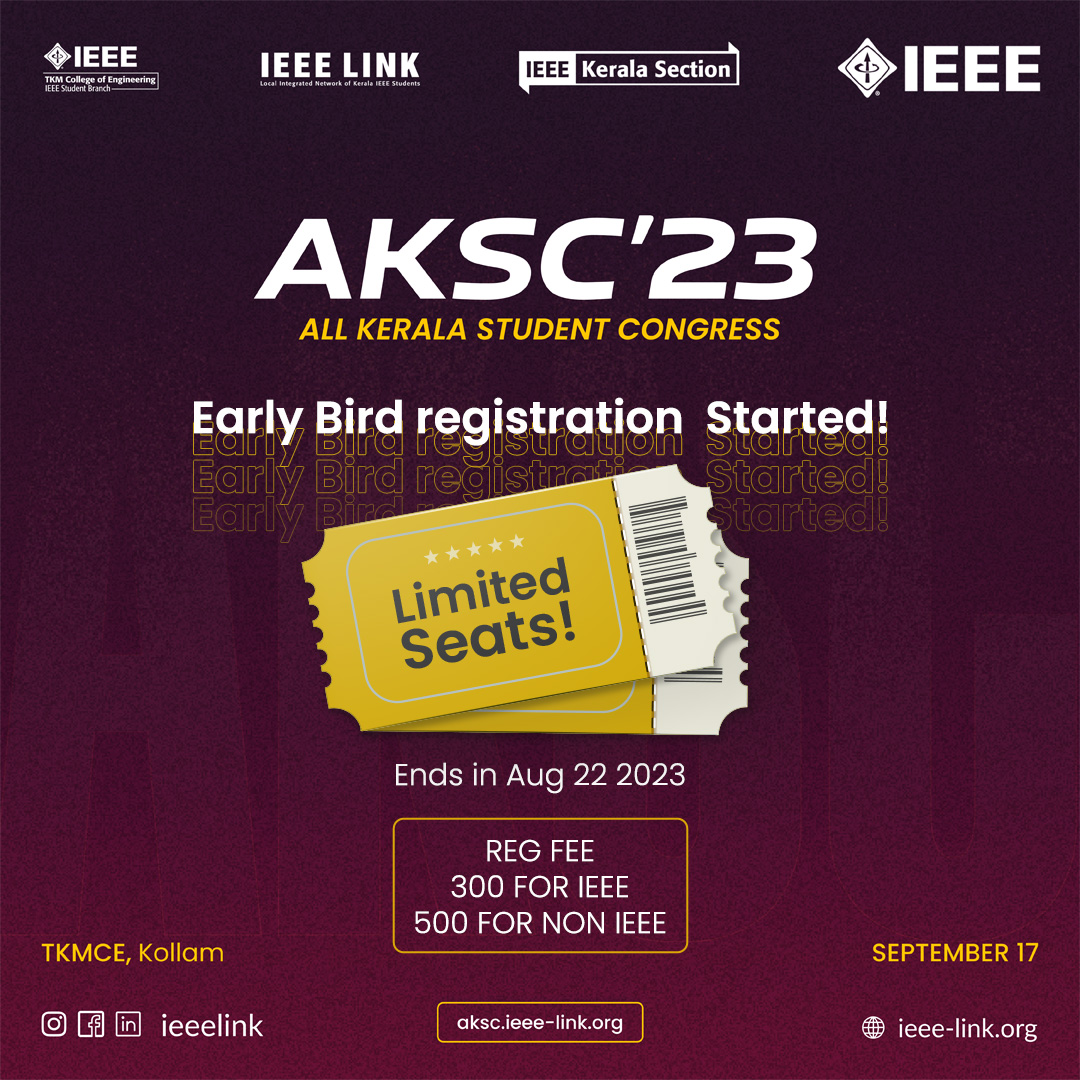 IEEE
TKM College of Engineering
IEEE Student Branch
IEEE LINK
Local Integrated Network of Kerala IEEE Students
IEEE Kerala Section
IEEE
AKSC'23
ALL KERALA STUDENT CONGRESS
Early Bird registration Started!
Early Bird registration Started!
Early Bird registration Started!
Early Bird reg Started!
Limited
Seats!
Ends in Aug 22 2023
REG FEE
300 FOR IEEE
500 FOR NON IEEE
TKMCE, Kollam
SEPTEMBER 17
ieeelink
aksc.ieee-link.org
ieee-link.org